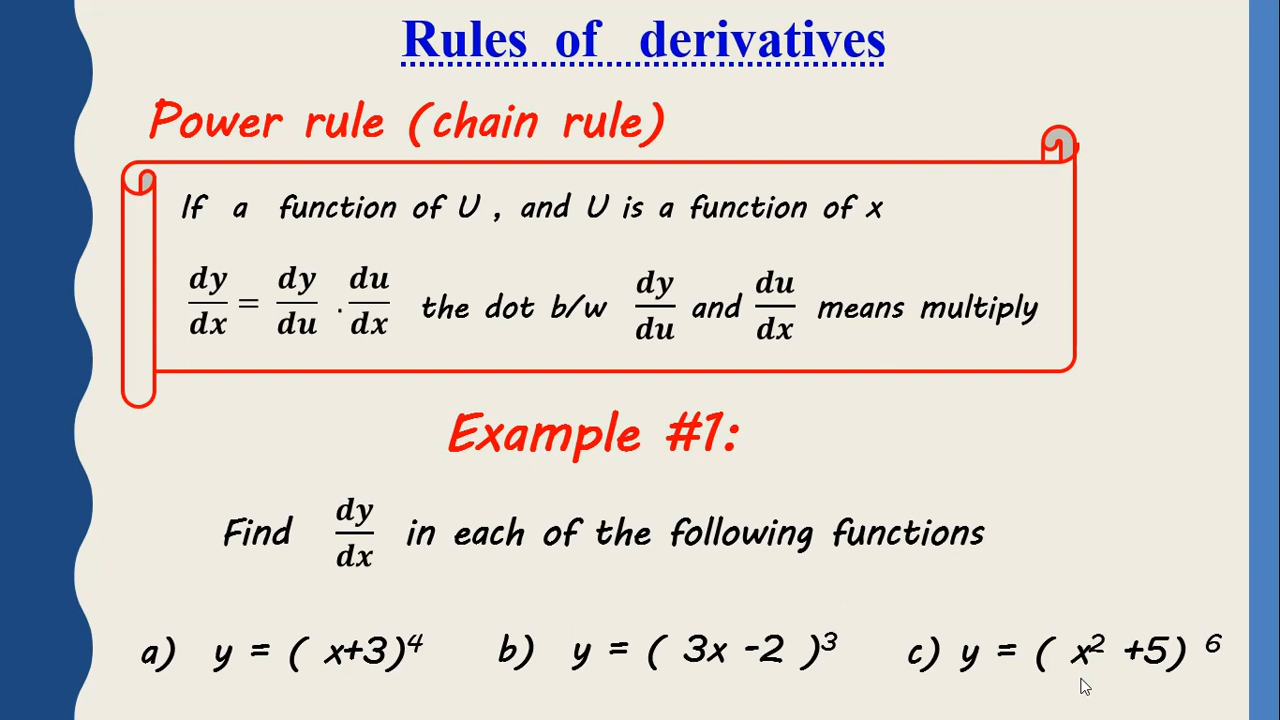 Rules of derivatives
Power rule (chain rule)
If a function of U , and U is a function of x
dy/dx = dy/du . du/dx the dot b/w dy/du and du/dx means multiply
Example #1:
Find dy/dx in each of the following functions
a) y = ( x+3)⁴ b) y = ( 3x -2 )³ c) y = ( x² +5) ⁶